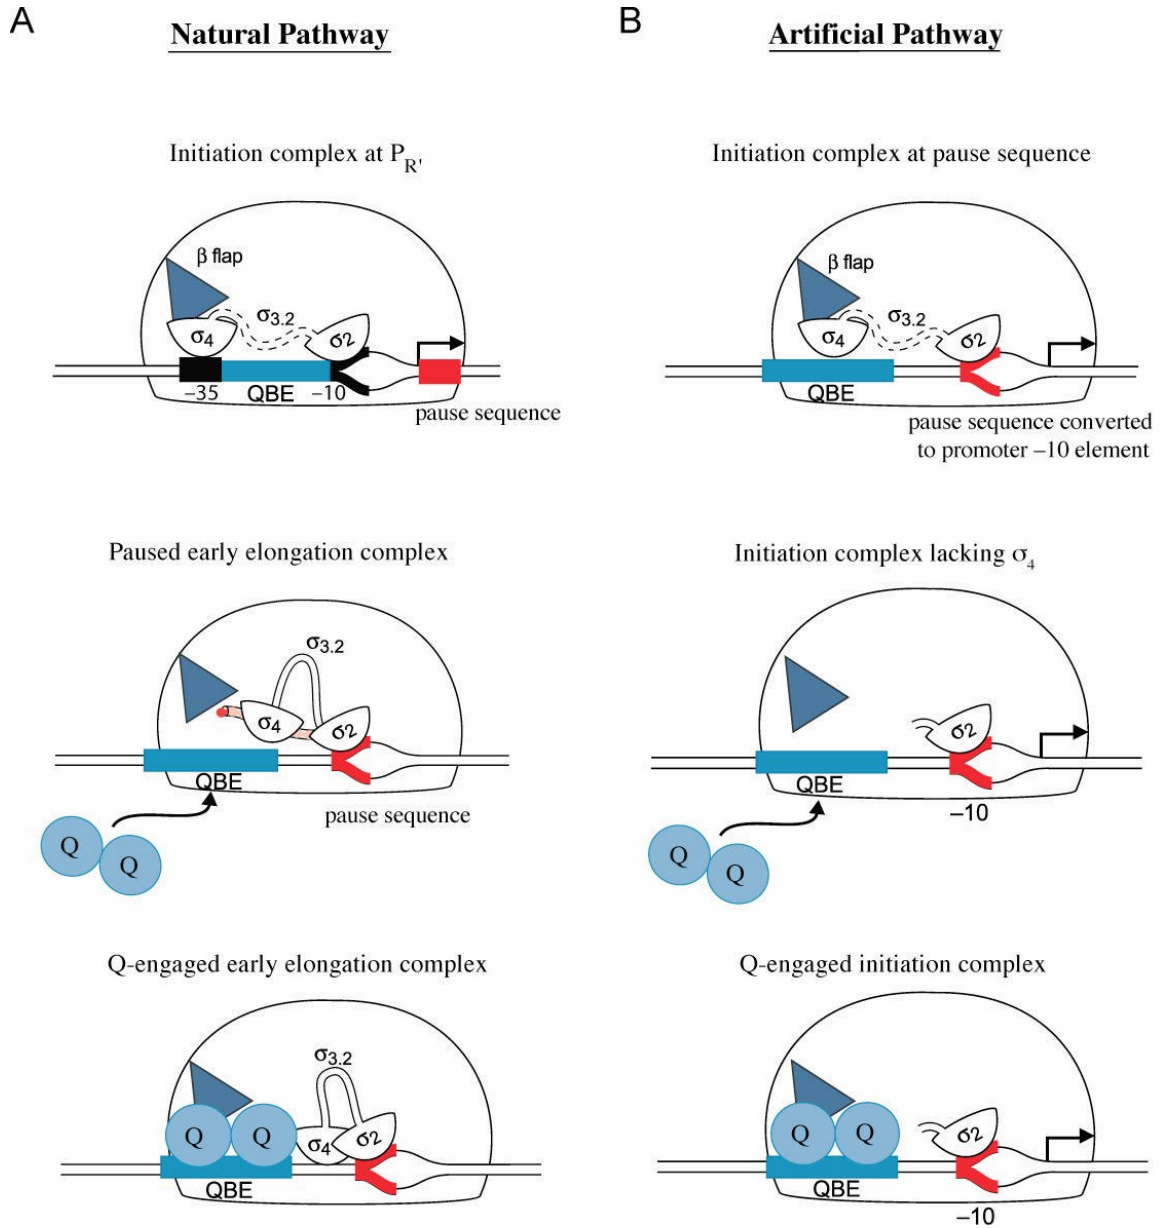 A
Natural Pathway
Initiation complex at P_R'
β flap
σ3.2
σ4
σ2
−35
QBE
−10
pause sequence
Paused early elongation complex
σ3.2
σ4
σ2
QBE
pause sequence
Q
Q
Q-engaged early elongation complex
σ3.2
Q
Q
σ4
σ2
QBE
B
Artificial Pathway
Initiation complex at pause sequence
β flap
σ3.2
σ4
σ2
QBE
pause sequence converted
to promoter −10 element
Initiation complex lacking σ4
σ2
QBE
−10
Q
Q
Q-engaged initiation complex
Q
Q
σ2
QBE
−10